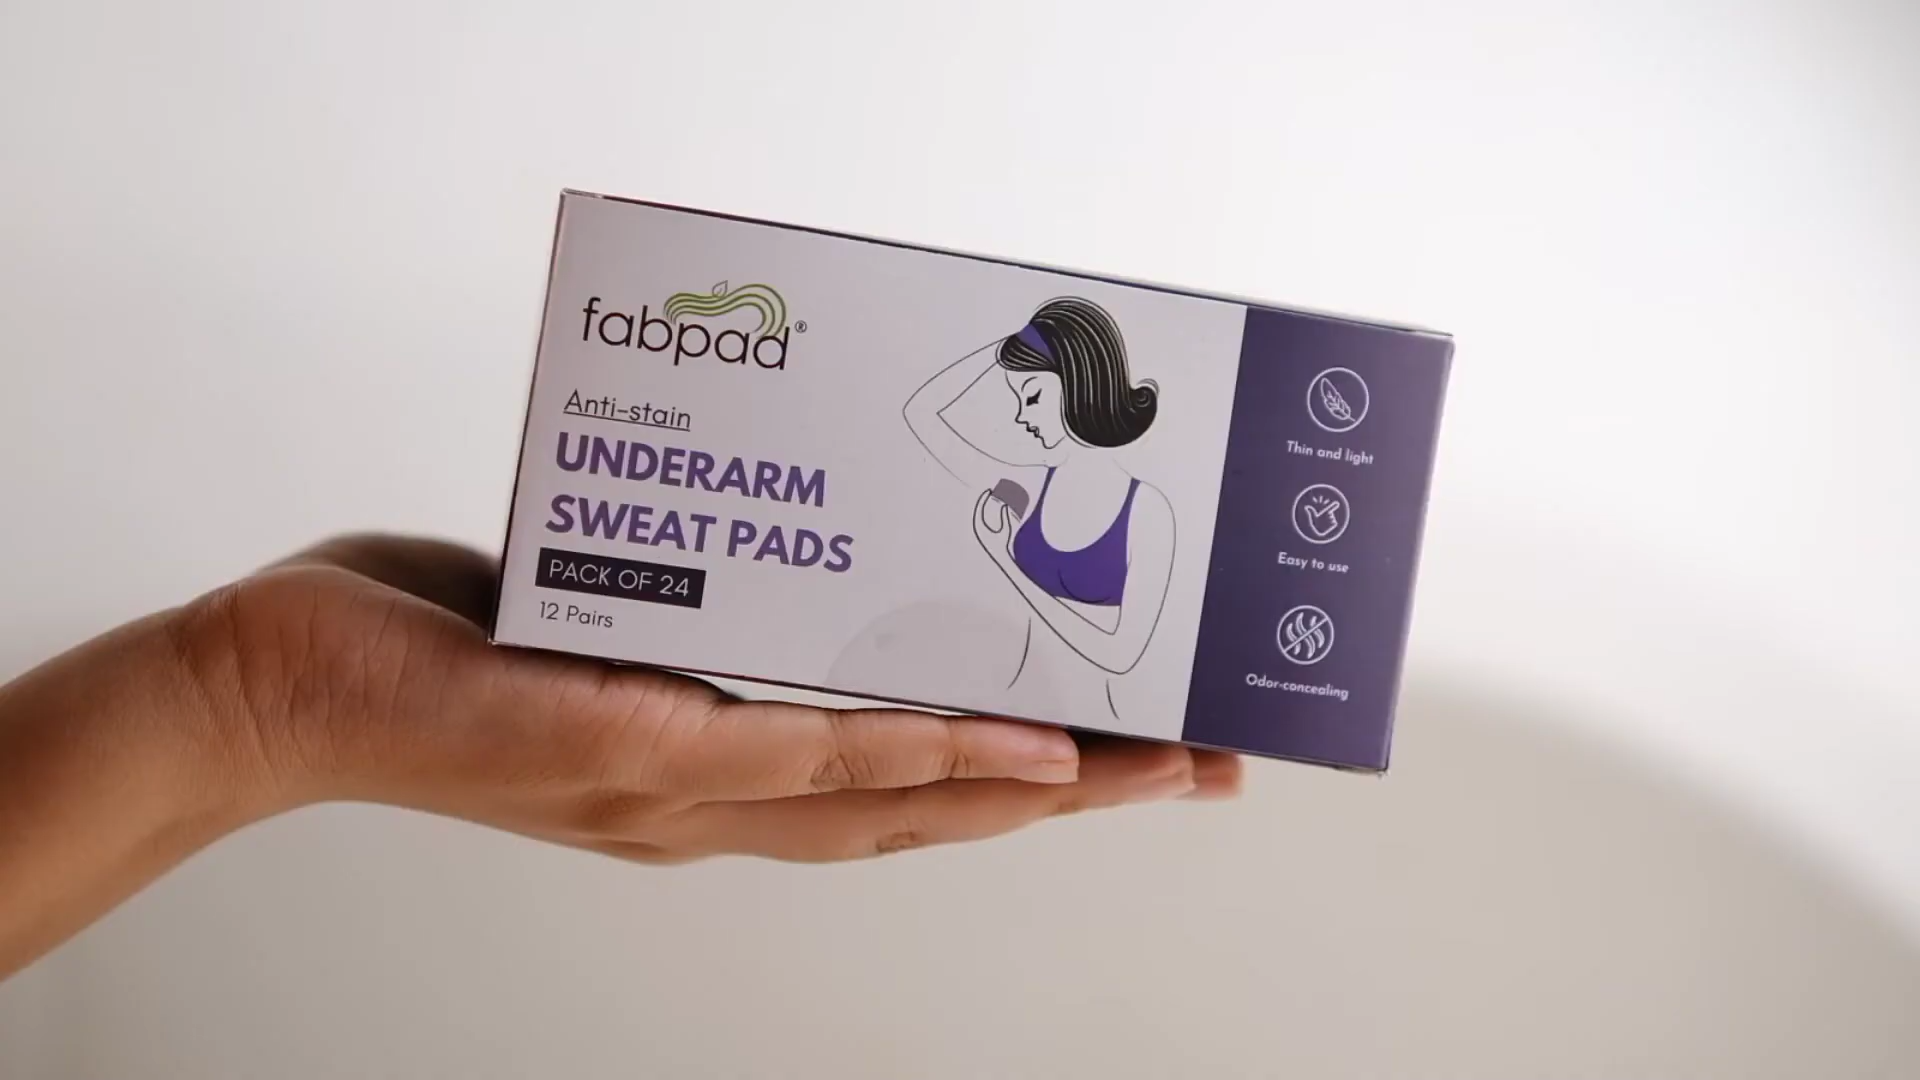 fabpad®
Anti-stain
UNDERARM
SWEAT PADS
PACK OF 24
12 Pairs
Thin and light
Easy to use
Odor-concealing